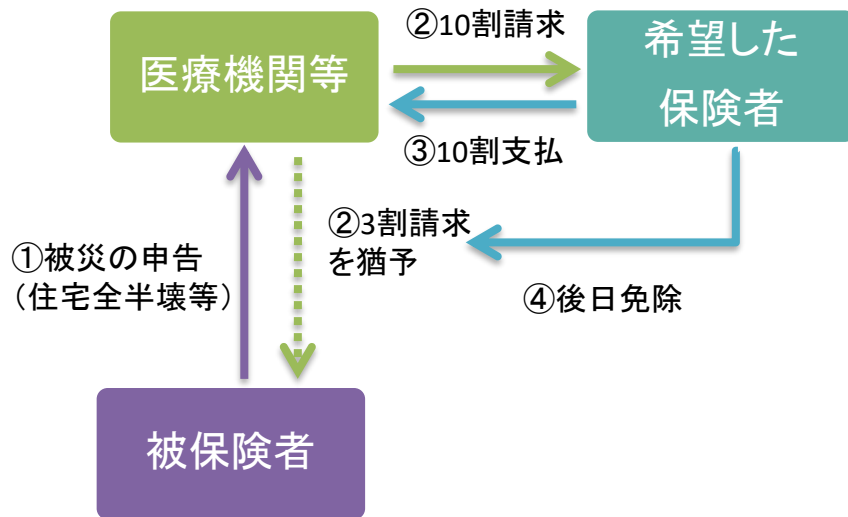 ②10割請求
医療機関等
希望した
保険者
③10割支払
①被災の申告
（住宅全半壊等）
②3割請求
を猶予
④後日免除
被保険者